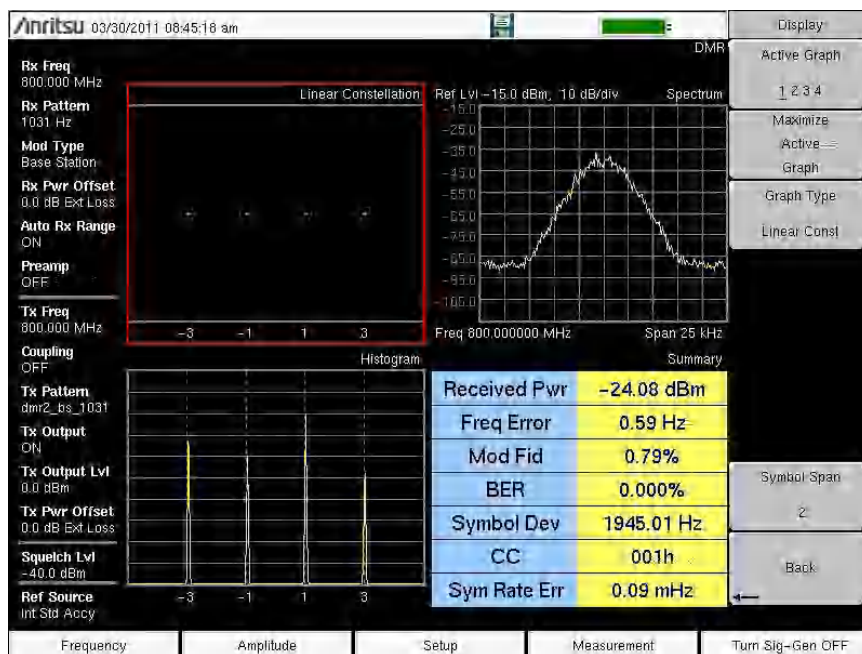 Anritsu 03/30/2011 08:45:16 am
DMR
Rx Freq
800.000 MHz
Rx Pattern
1031 Hz
Mod Type
Base Station
Rx Pwr Offset
0.0 dB Ext Loss
Auto Rx Range
ON
Preamp
OFF
Tx Freq
800.000 MHz
Coupling
OFF
Tx Pattern
dmr2_bs_1031
Tx Output
ON
Tx Output Lvl
0.0 dBm
Tx Pwr Offset
0.0 dB Ext Loss
Squelch Lvl
-40.0 dBm
Ref Source
Int Std Accy
Linear Constellation
-3 -1 1 3
Ref Lvl -15.0 dBm, 10 dB/div Spectrum
-15.0
-25.0
-35.0
-45.0
-55.0
-65.0
-75.0
-85.0
-95.0
-105.0
Freq 800.000000 MHz Span 25 kHz
Histogram
-3 -1 1 3
Summary
Received Pwr -24.08 dBm
Freq Error 0.59 Hz
Mod Fid 0.79%
BER 0.000%
Symbol Dev 1945.01 Hz
CC 001h
Sym Rate Err 0.09 mHz
Display
Active Graph
1 2 3 4
Maximize
Active
Graph
Graph Type
Linear Const
Symbol Span
2
Back
Frequency Amplitude Setup Measurement Turn Sig-Gen OFF